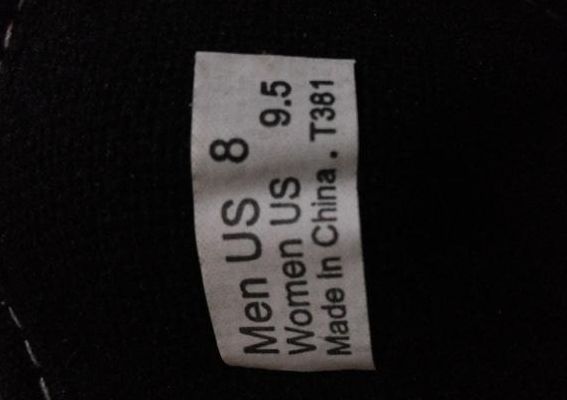 Men US 8
Women US 9.5
Made In China . T381